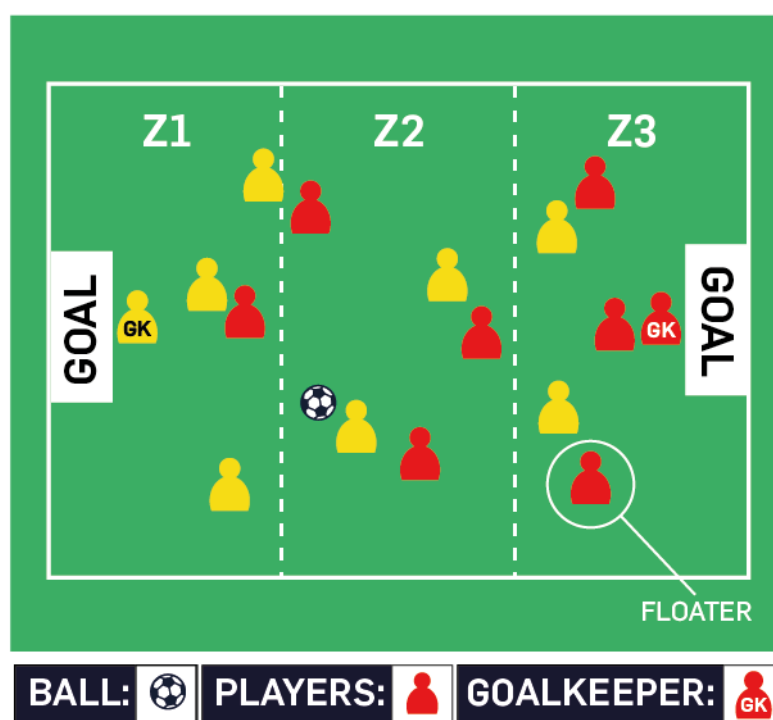 Z1 Z2 Z3
GOAL
GK
GK
GOAL
FLOATER
BALL: PLAYERS: GOALKEEPER: GK